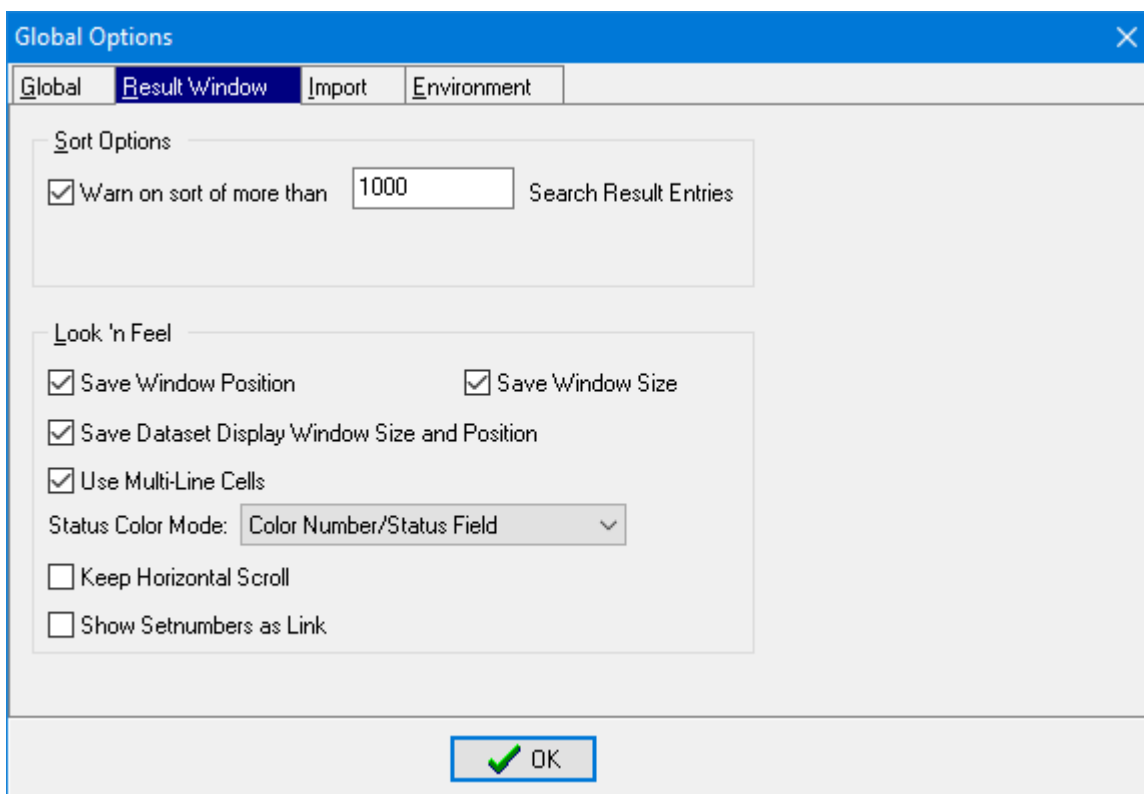 Global Options
Global Result Window Import Environment
Sort Options
Warn on sort of more than 1000 Search Result Entries
Look 'n Feel
Save Window Position Save Window Size
Save Dataset Display Window Size and Position
Use Multi-Line Cells
Status Color Mode: Color Number/Status Field
Keep Horizontal Scroll
Show Setnumbers as Link
OK